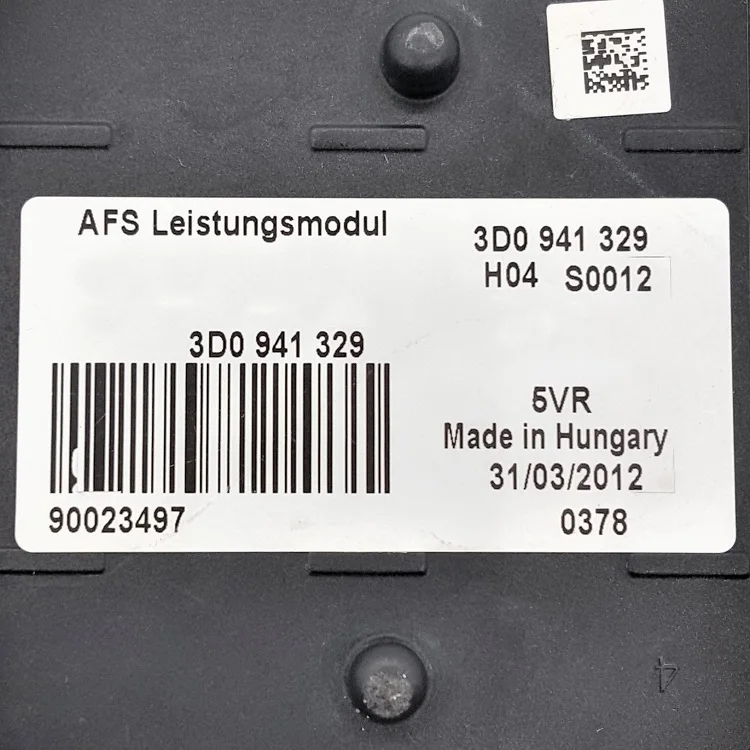 AFS Leistungsmodul
3D0 941 329
H04 S0012
3D0 941 329
90023497
5VR
Made in Hungary
31/03/2012
0378
4